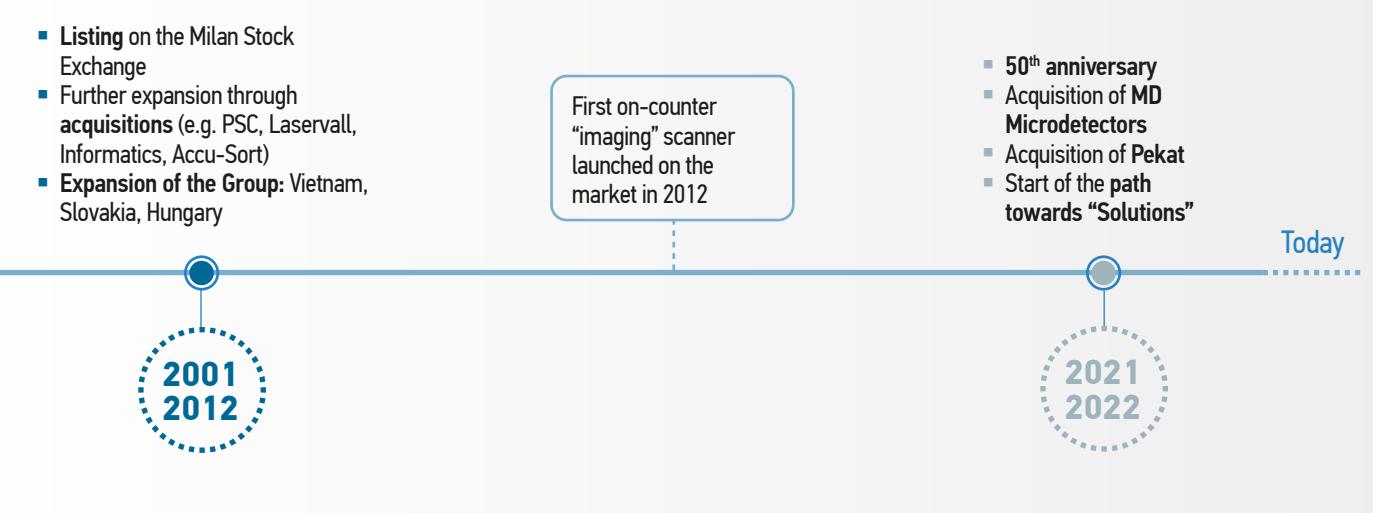 ▪ Listing on the Milan Stock
Exchange
▪ Further expansion through
acquisitions (e.g. PSC, Laservall,
Informatics, Accu-Sort)
▪ Expansion of the Group: Vietnam,
Slovakia, Hungary
2001
2012
First on-counter
“imaging” scanner
launched on the
market in 2012
▪ 50th anniversary
▪ Acquisition of MD
Microdetectors
▪ Acquisition of Pekat
▪ Start of the path
towards “Solutions”
2021
2022
Today